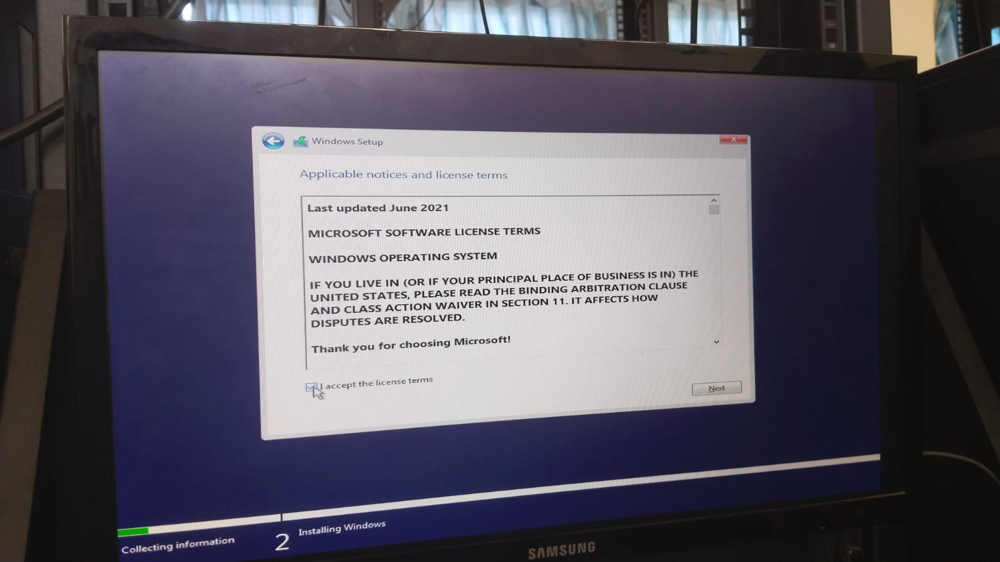 Windows Setup
Applicable notices and license terms
Last updated June 2021
MICROSOFT SOFTWARE LICENSE TERMS
WINDOWS OPERATING SYSTEM
IF YOU LIVE IN (OR IF YOUR PRINCIPAL PLACE OF BUSINESS IS IN) THE
UNITED STATES, PLEASE READ THE BINDING ARBITRATION CLAUSE
AND CLASS ACTION WAIVER IN SECTION 11. IT AFFECTS HOW
DISPUTES ARE RESOLVED.
Thank you for choosing Microsoft!
I accept the license terms
Next
Collecting information
2 Installing Windows
SAMSUNG